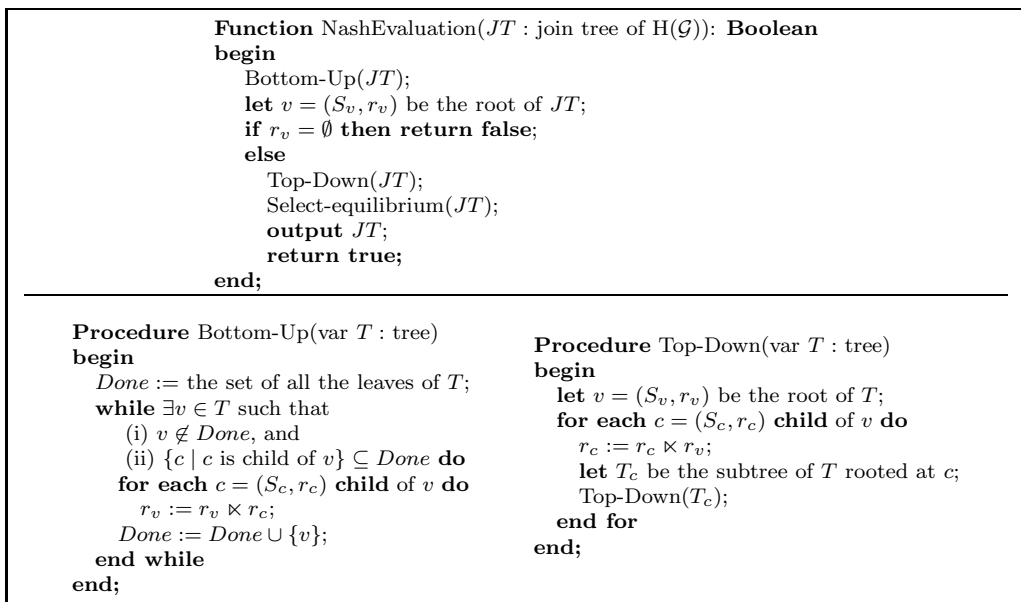 Function NashEvaluation(JT : join tree of H(𝒢)): Boolean
begin
Bottom-Up(JT);
let v = (S_v, r_v) be the root of JT;
if r_v = ∅ then return false;
else
Top-Down(JT);
Select-equilibrium(JT);
output JT;
return true;
end;
Procedure Bottom-Up(var T : tree)
begin
Done := the set of all the leaves of T;
while ∃v ∈ T such that
(i) v ∉ Done, and
(ii) {c | c is child of v} ⊆ Done do
for each c = (S_c, r_c) child of v do
r_v := r_v ⋉ r_c;
Done := Done ∪ {v};
end while
end;
Procedure Top-Down(var T : tree)
begin
let v = (S_v, r_v) be the root of T;
for each c = (S_c, r_c) child of v do
r_c := r_c ⋉ r_v;
let T_c be the subtree of T rooted at c;
Top-Down(T_c);
end for
end;